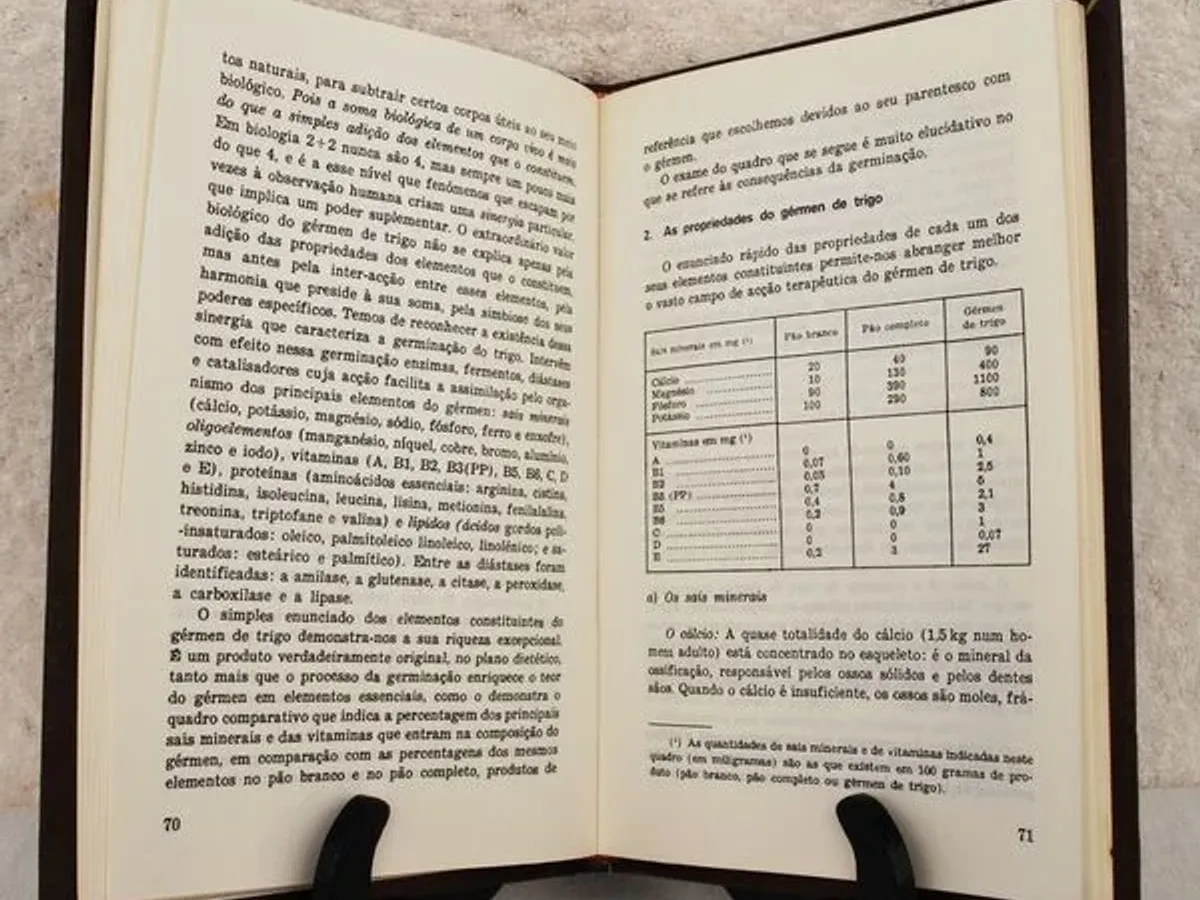 tos naturais, para subtrair certos corpos úteis ao seu meio
biológico. Pois a soma biológica de um corpo vivo é mais
do que a simples adição dos elementos que o constituem.
Em biologia 2+2 nunca são 4, mas sempre um pouco mais
do que 4, e é a esse nível que fenómenos que escapam por
vezes à observação humana criam uma sinergia particular,
que implica um poder suplementar. O extraordinário valor
biológico do gérmen de trigo não se explica apenas pela
adição das propriedades dos elementos que o constituem,
mas antes pela inter-acção entre esses elementos, pela
harmonia que preside à sua soma, pela simbiose dos seus
poderes específicos. Temos de reconhecer a existência dessa
sinergia que caracteriza a germinação do trigo. Intervêm
com efeito nessa germinação enzimas, fermentos, diástases
e catalisadores cuja acção facilita a assimilação pelo orga-
nismo dos principais elementos do gérmen: sais minerais
(cálcio, potássio, magnésio, sódio, fósforo, ferro e enxofre),
oligoelementos (manganésio, níquel, cobre, bromo, alumínio,
zinco e iodo), vitaminas (A, B1, B2, B3(PP), B5, B6, C, D
e E), proteínas (aminoácidos essenciais: arginina, cistina,
histidina, isoleucina, leucina, lisina, metionina, fenilalalina,
treonina, triptofane e valina) e lípidos (ácidos gordos poli-
-insaturados: oleico, palmitoleico linoleico, linolénico; e sa-
turados: esteárico e palmítico). Entre as diástases foram
identificadas: a amilase, a glutenase, a citase, a peroxidase,
a carboxilase e a lipase.
O simples enunciado dos elementos constituintes do
gérmen de trigo demonstra-nos a sua riqueza excepcional.
É um produto verdadeiramente original, no plano dietético,
tanto mais que o processo da germinação enriquece o teor
do gérmen em elementos essenciais, como o demonstra o
quadro comparativo que indica a percentagem dos principais
sais minerais e das vitaminas que entram na composição do
gérmen, em comparação com as percentagens dos mesmos
elementos no pão branco e no pão completo, produtos de
70
referência que escolhemos devidos ao seu parentesco com
o gérmen.
O exame do quadro que se segue é muito elucidativo no
que se refere às consequências da germinação.
2. As propriedades do gérmen de trigo
O enunciado rápido das propriedades de cada um dos
seus elementos constituintes permite-nos abranger melhor
o vasto campo de acção terapêutica do gérmen de trigo.
Sais minerais em mg (¹) Pão branco Pão completo Gérmen de trigo
Cálcio 20 40 90
Magnésio 10 130 400
Fósforo 90 390 1100
Potássio 100 290 800
Vitaminas em mg (¹)
A 0 0 0,4
B1 0,07 0,60 1
B2 0,05 0,10 2,5
B3 (PP) 0,7 4 6
B5 0,4 0,8 2,1
B6 0,2 0,9 3
C 0 0 1
D 0 0 0,07
E 0,2 3 27
a) Os sais minerais
O cálcio: A quase totalidade do cálcio (1,5 kg num ho-
mem adulto) está concentrado no esqueleto: é o mineral da
ossificação, responsável pelos ossos sólidos e pelos dentes
sãos. Quando o cálcio é insuficiente, os ossos são moles, frá-
(¹) As quantidades de sais minerais e de vitaminas indicadas neste
quadro (em miligramas) são as que existem em 100 gramas de pro-
duto (pão branco, pão completo ou gérmen de trigo).
71